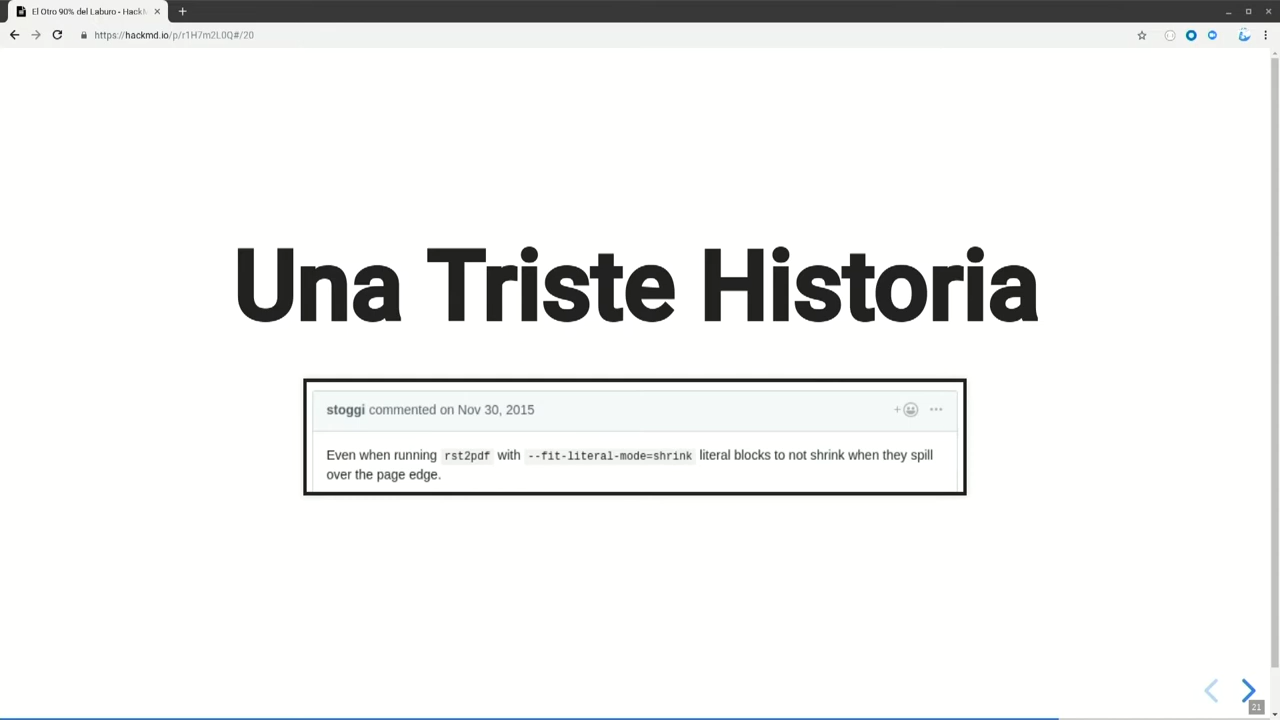 El Otro 90% del Laburo - Hack
https://hackmd.io/p/r1H7m2L0Q#/20
Una Triste Historia
stoggi commented on Nov 30, 2015
Even when running rst2pdf with --fit-literal-mode=shrink literal blocks to not shrink when they spill
over the page edge.
21